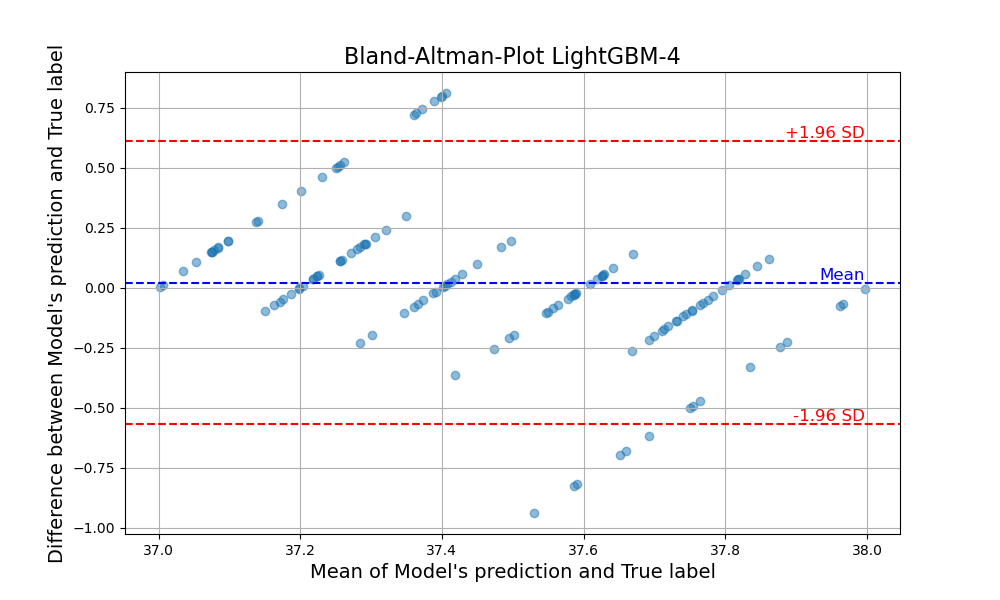 Bland-Altman-Plot LightGBM-4
Difference between Model's prediction and True label
0.75
0.50
0.25
0.00
−0.25
−0.50
−0.75
−1.00
+1.96 SD
Mean
-1.96 SD
37.0 37.2 37.4 37.6 37.8 38.0
Mean of Model's prediction and True label